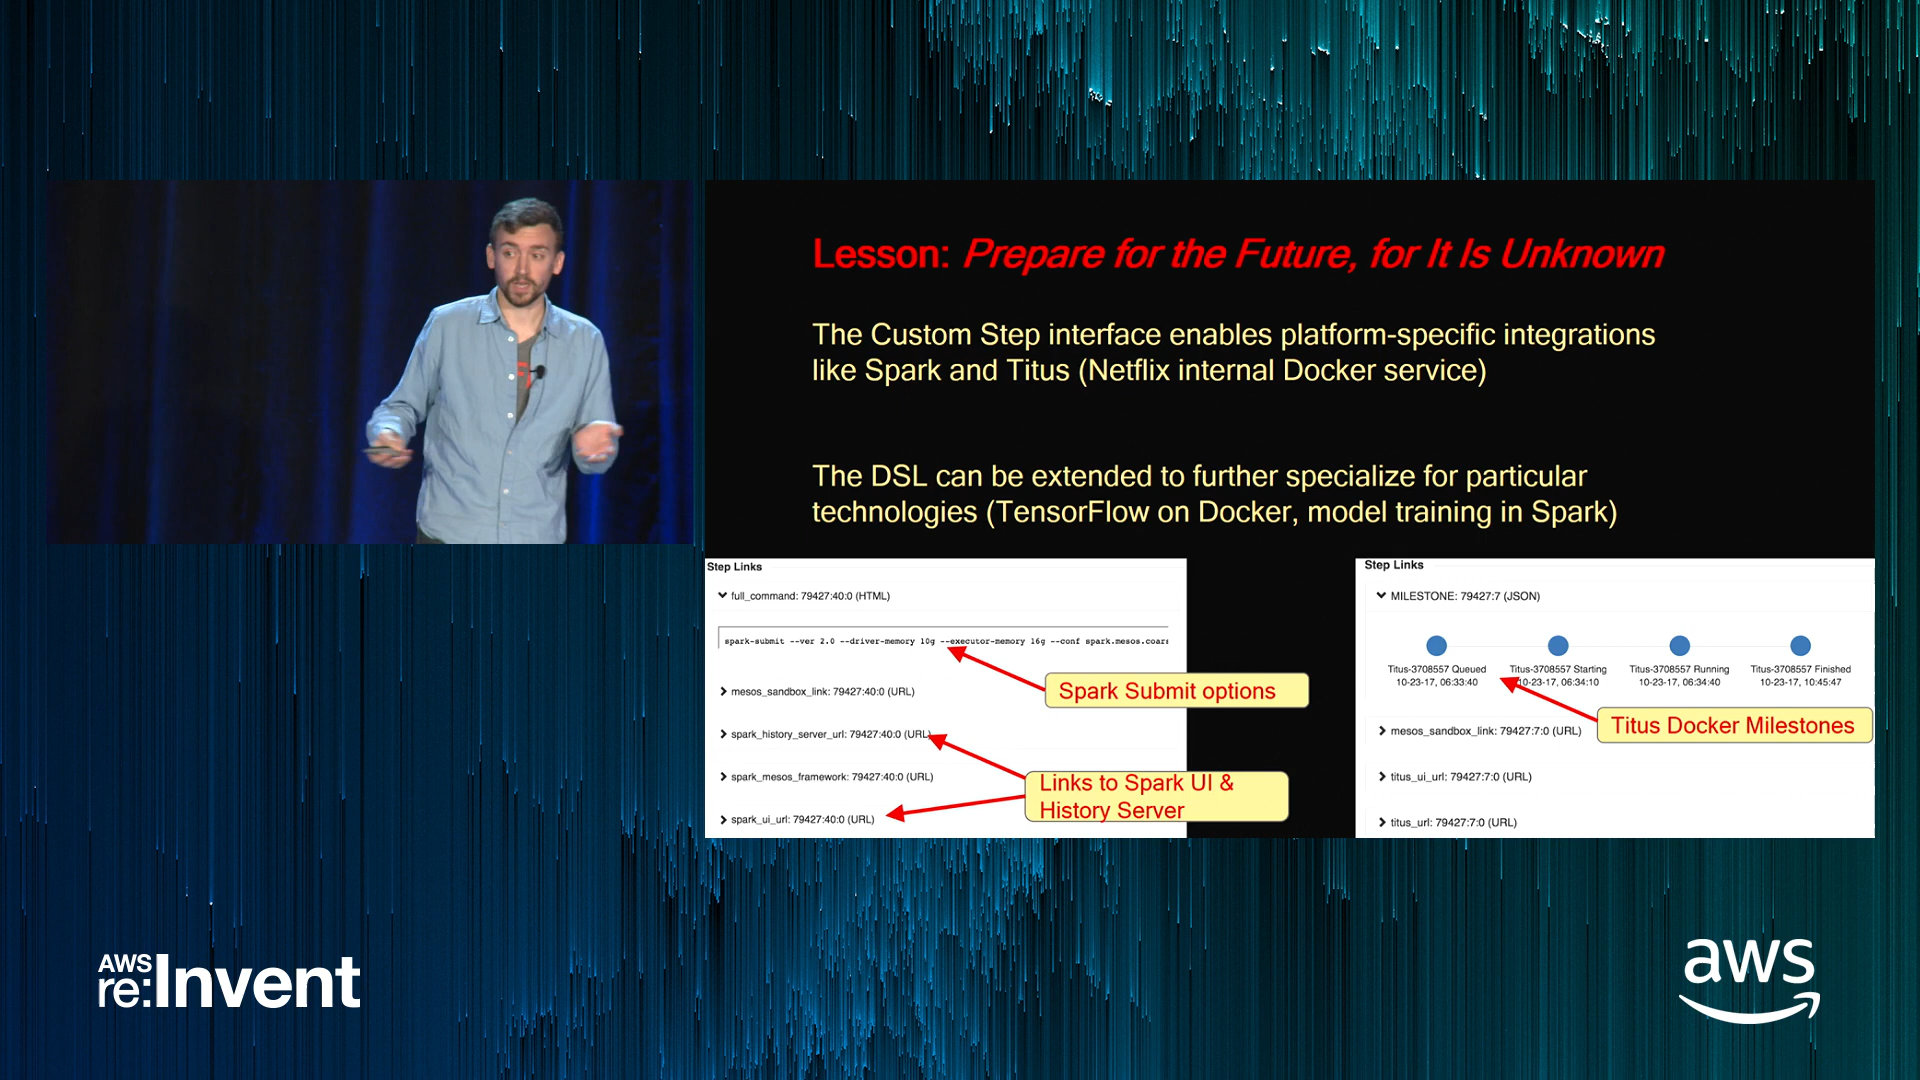 Lesson: Prepare for the Future, for It Is Unknown
The Custom Step interface enables platform-specific integrations
like Spark and Titus (Netflix internal Docker service)
The DSL can be extended to further specialize for particular
technologies (TensorFlow on Docker, model training in Spark)
Step Links
full_command: 79427:40:0 (HTML)
spark-submit --ver 2.0 --driver-memory 10g --executor-memory 16g --conf spark.mesos.coars
Spark Submit options
mesos_sandbox_link: 79427:40:0 (URL)
spark_history_server_url: 79427:40:0 (URL)
spark_mesos_framework: 79427:40:0 (URL)
Links to Spark UI &
History Server
spark_ui_url: 79427:40:0 (URL)
Step Links
MILESTONE: 79427:7 (JSON)
Titus-3708557 Queued Titus-3708557 Starting Titus-3708557 Running Titus-3708557 Finished
10-23-17, 06:33:40 10-23-17, 06:34:10 10-23-17, 06:34:40 10-23-17, 10:45:47
Titus Docker Milestones
mesos_sandbox_link: 79427:7:0 (URL)
titus_ui_url: 79427:7:0 (URL)
titus_url: 79427:7:0 (URL)
AWS
re:Invent
aws